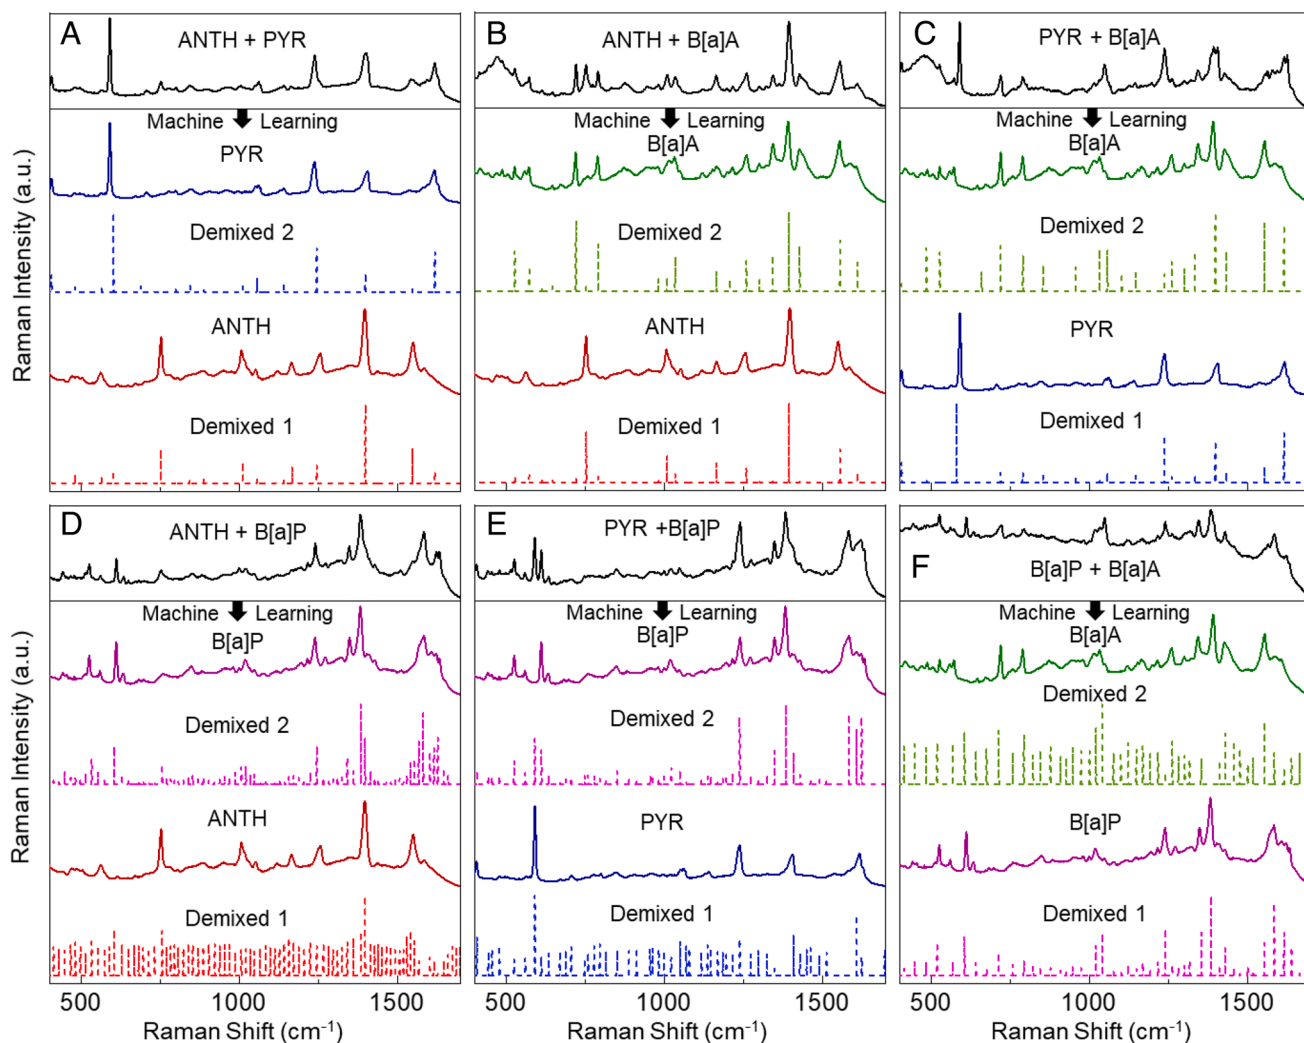 A
ANTH + PYR
Machine Learning
PYR
Demixed 2
ANTH
Demixed 1
B
ANTH + B[a]A
Machine Learning
B[a]A
Demixed 2
ANTH
Demixed 1
C
PYR + B[a]A
Machine Learning
B[a]A
Demixed 2
PYR
Demixed 1
Raman Intensity (a.u.)
D
ANTH + B[a]P
Machine Learning
B[a]P
Demixed 2
ANTH
Demixed 1
500 1000 1500
Raman Shift (cm-1)
E
PYR +B[a]P
Machine Learning
B[a]P
Demixed 2
PYR
Demixed 1
500 1000 1500
Raman Shift (cm-1)
F
B[a]P + B[a]A
Machine Learning
B[a]A
Demixed 2
B[a]P
Demixed 1
500 1000 1500
Raman Shift (cm-1)
Raman Intensity (a.u.)